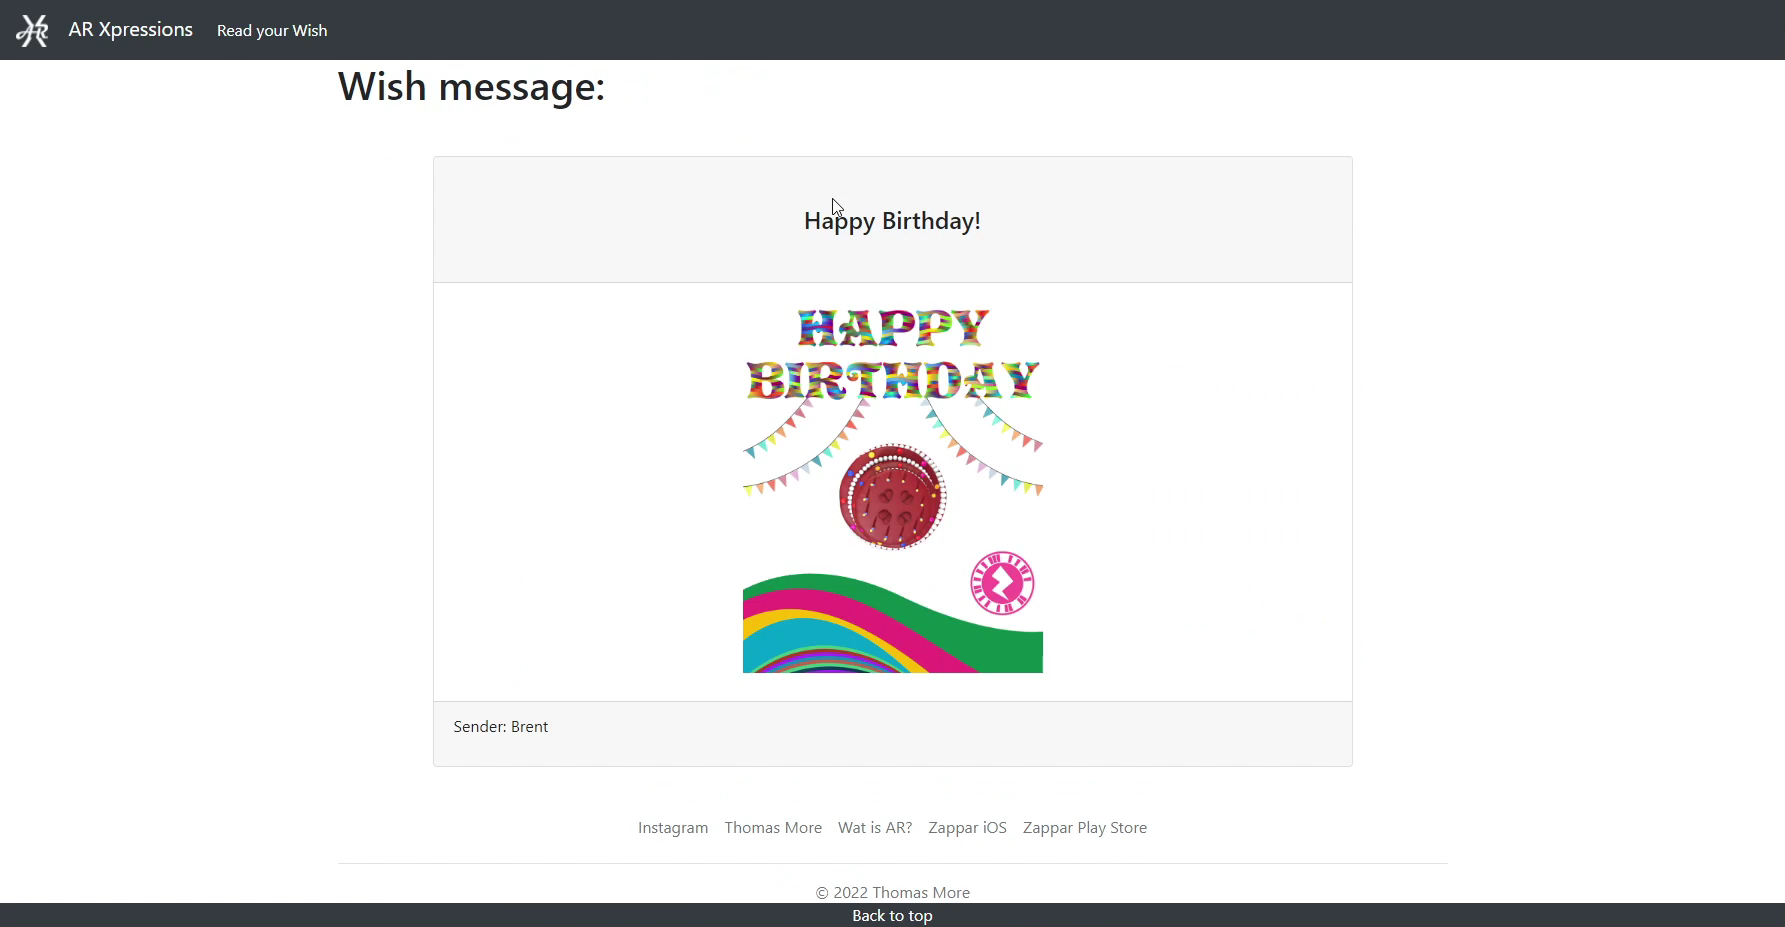 AR Xpressions Read your Wish
Wish message:
Happy Birthday!
HAPPY
BIRTHDAY
Sender: Brent
Instagram Thomas More Wat is AR? Zappar iOS Zappar Play Store
© 2022 Thomas More
Back to top